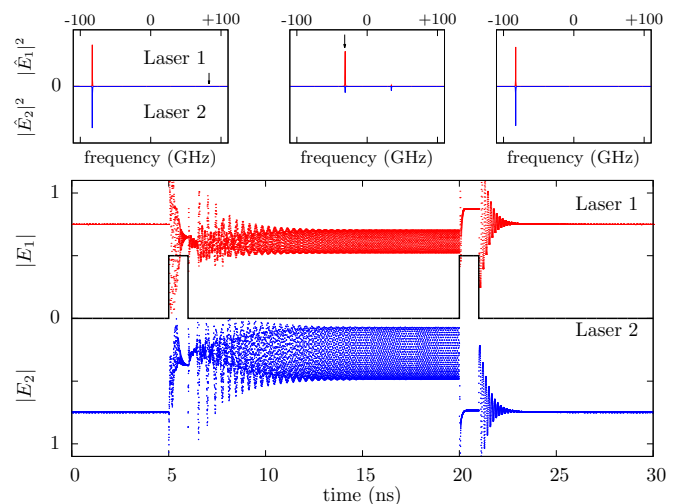 -100 0 +100 -100 0 +100 -100 0 +100
|Ê₁|²
Laser 1
0
|Ê₂|²
Laser 2
frequency (GHz) frequency (GHz) frequency (GHz)
1
Laser 1
|E₁|
0
Laser 2
|E₂|
1
0 5 10 15 20 25 30
time (ns)